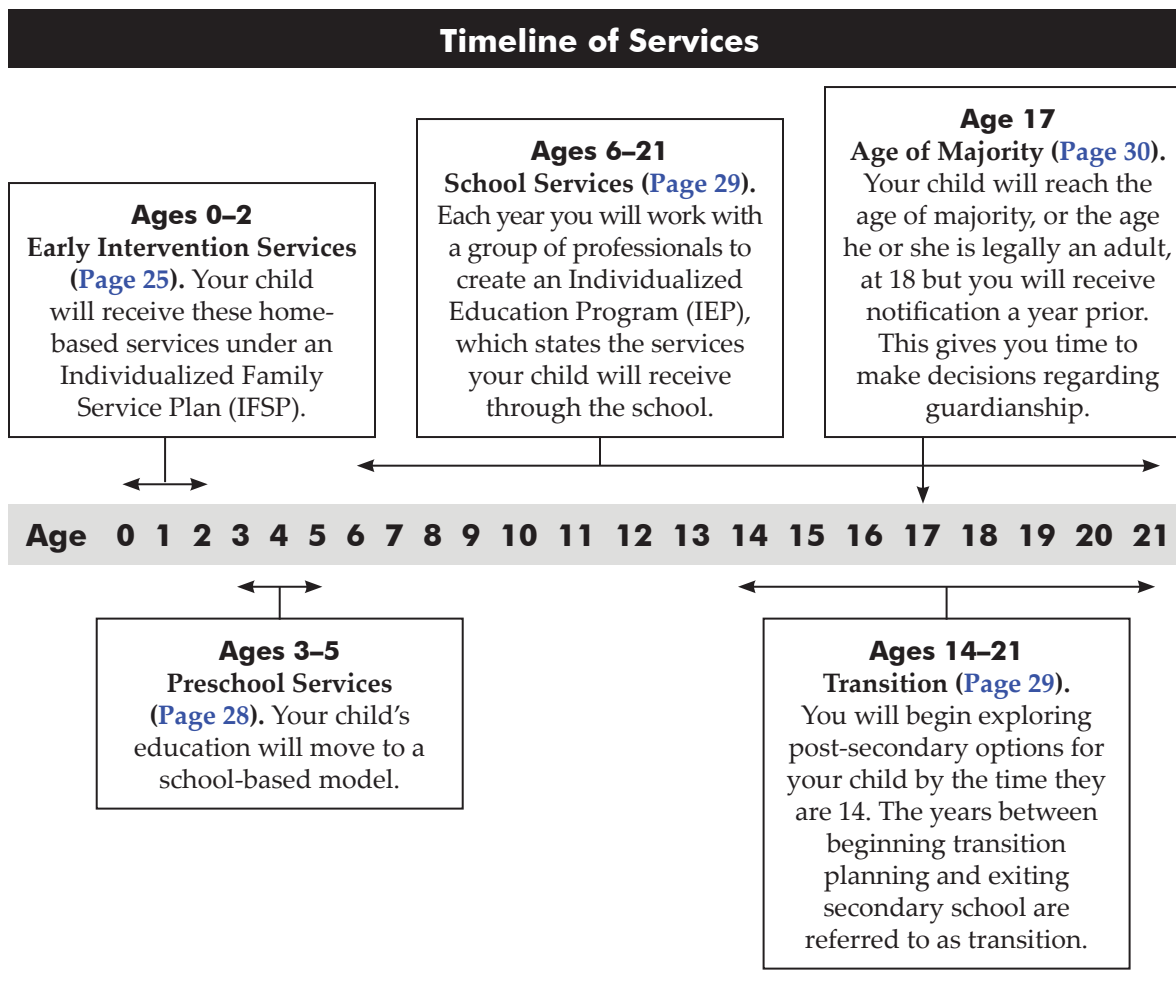 Timeline of Services
Ages 0–2
Early Intervention Services
(Page 25). Your child
will receive these home-
based services under an
Individualized Family
Service Plan (IFSP).
Ages 6–21
School Services (Page 29).
Each year you will work with
a group of professionals to
create an Individualized
Education Program (IEP),
which states the services
your child will receive
through the school.
Age 17
Age of Majority (Page 30).
Your child will reach the
age of majority, or the age
he or she is legally an adult,
at 18 but you will receive
notification a year prior.
This gives you time to
make decisions regarding
guardianship.
Age 0 1 2 3 4 5 6 7 8 9 10 11 12 13 14 15 16 17 18 19 20 21
Ages 3–5
Preschool Services
(Page 28). Your child's
education will move to a
school-based model.
Ages 14–21
Transition (Page 29).
You will begin exploring
post-secondary options for
your child by the time they
are 14. The years between
beginning transition
planning and exiting
secondary school are
referred to as transition.